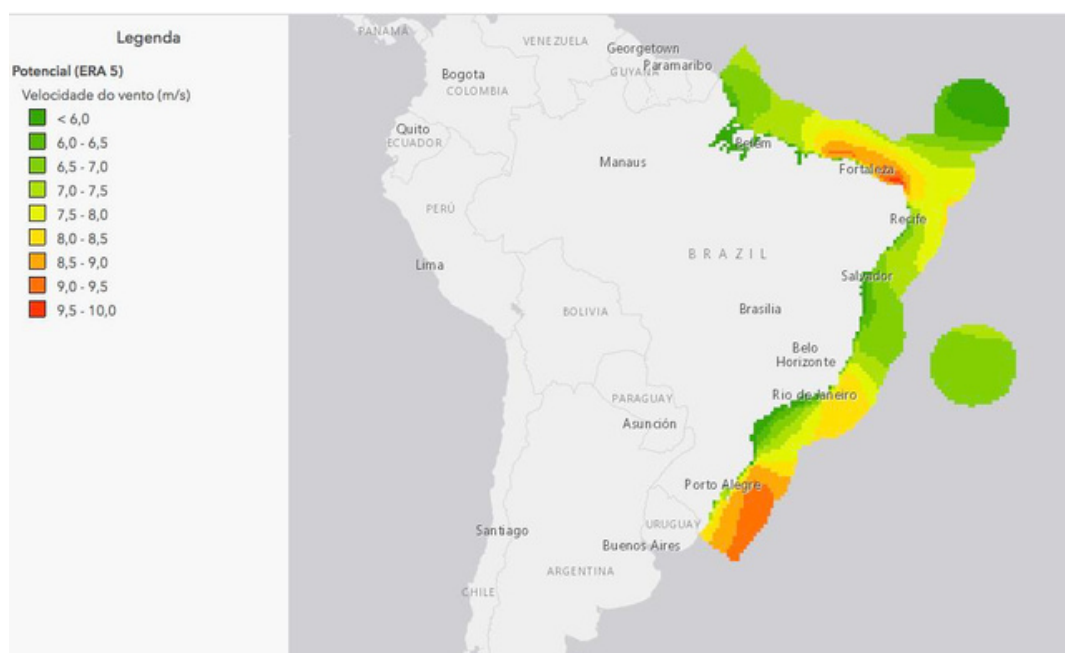 Legenda
Potencial (ERA 5)
Velocidade do vento (m/s)
< 6,0
6,0 - 6,5
6,5 - 7,0
7,0 - 7,5
7,5 - 8,0
8,0 - 8,5
8,5 - 9,0
9,0 - 9,5
9,5 - 10,0
PANAMÁ
VENEZUELA
Georgetown
Paramaribo
GUYANA
Bogota
COLOMBIA
Quito
ECUADOR
Belém
Manaus
Fortaleza
PERÚ
Recife
BRAZIL
Lima
Salvador
BOLIVIA
Brasilia
Belo
Horizonte
PARAGUAY
Rio de Janeiro
Asunción
Porto Alegre
Santiago
URUGUAY
Buenos Aires
ARGENTINA
CHILE